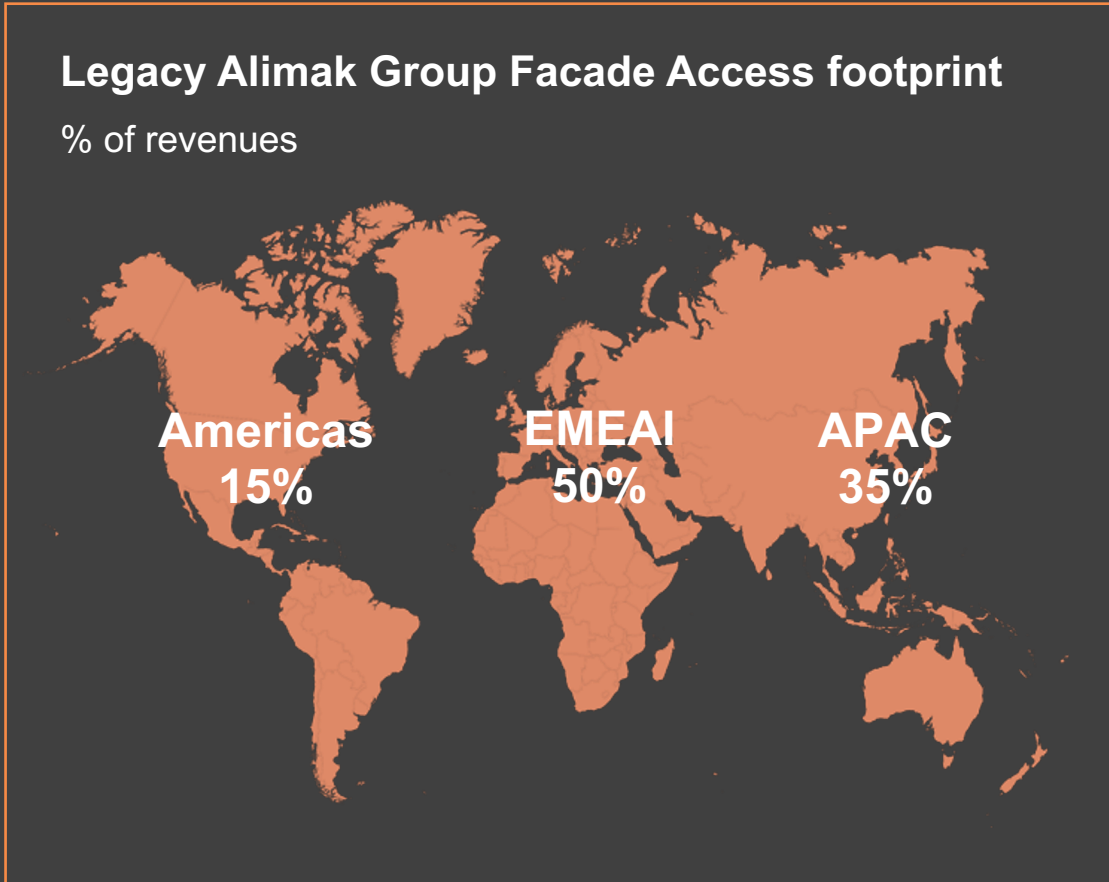 Legacy Alimak Group Facade Access footprint
% of revenues
Americas
15%
EMEAI
50%
APAC
35%